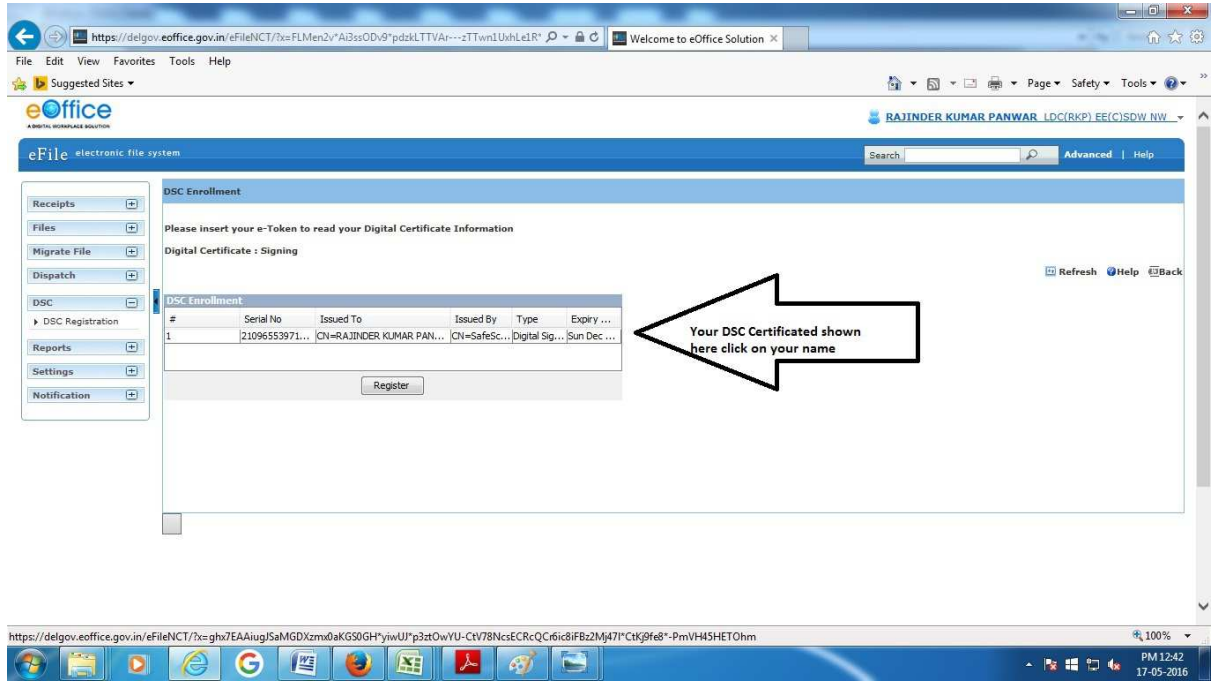 https://delgov.eoffice.gov.in/eFileNCT/?x=FLMen2v*Ai3ssODv9*pdzkLTTVAr---zTTwn1UxhLe1R*
Welcome to eOffice Solution
File Edit View Favorites Tools Help
Suggested Sites
Page Safety Tools
eOffice
A DIGITAL WORKPLACE SOLUTION
RAJINDER KUMAR PANWAR LDC(RKP) EE(C)SDW NW
eFile electronic file system
Search
Advanced | Help
DSC Enrollment
Receipts
Files
Please insert your e-Token to read your Digital Certificate Information
Migrate File
Digital Certificate : Signing
Dispatch
Refresh Help Back
DSC
DSC Enrollment
DSC Registration
# Serial No Issued To Issued By Type Expiry ...
1 21096553971... CN=RAJINDER KUMAR PAN... CN=SafeSc... Digital Sig... Sun Dec ...
Your DSC Certificated shown
here click on your name
Reports
Settings
Register
Notification
https://delgov.eoffice.gov.in/eFileNCT/?x=ghx7EAAiugJSaMGDXzmx0aKGS0GH*yiwUJ*p3ztOwYU-CtV78NcsECRcQCr6ic8iFBz2Mj47I*CtKj9fe8*-PmVH45HETOhm
100%
PM 12:42
17-05-2016